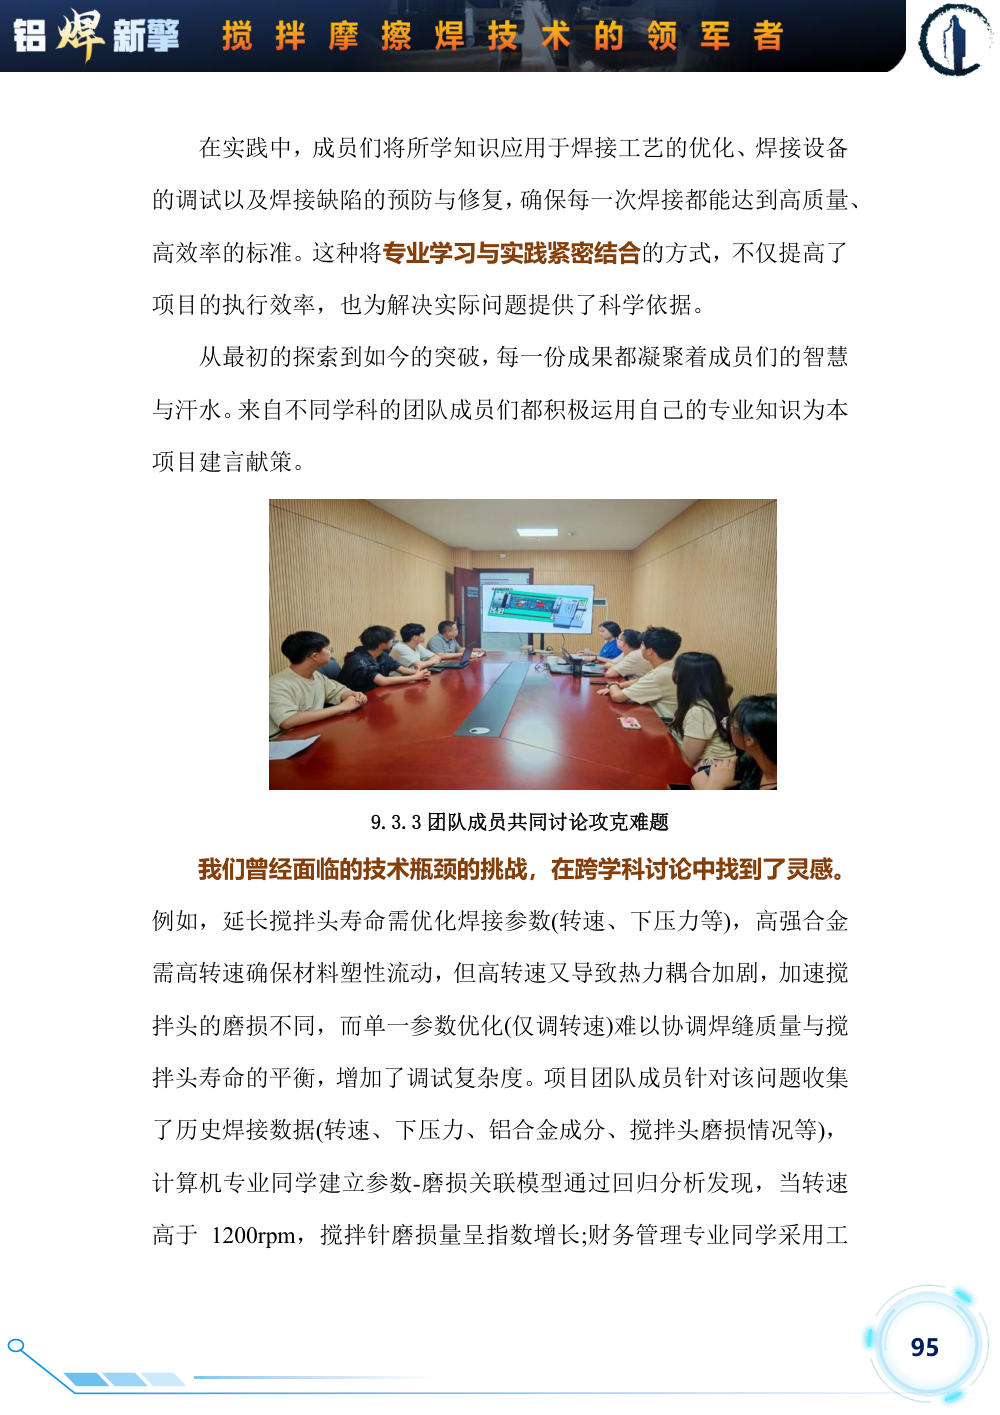 铝焊新擎 搅拌摩擦焊技术的领军者
在实践中，成员们将所学知识应用于焊接工艺的优化、焊接设备
的调试以及焊接缺陷的预防与修复，确保每一次焊接都能达到高质量、
高效率的标准。这种将专业学习与实践紧密结合的方式，不仅提高了
项目的执行效率，也为解决实际问题提供了科学依据。
从最初的探索到如今的突破，每一份成果都凝聚着成员们的智慧
与汗水。来自不同学科的团队成员们都积极运用自己的专业知识为本
项目建言献策。
9.3.3 团队成员共同讨论攻克难题
我们曾经面临的技术瓶颈的挑战，在跨学科讨论中找到了灵感。
例如，延长搅拌头寿命需优化焊接参数(转速、下压力等)，高强合金
需高转速确保材料塑性流动，但高转速又导致热力耦合加剧，加速搅
拌头的磨损不同，而单一参数优化(仅调转速)难以协调焊缝质量与搅
拌头寿命的平衡，增加了调试复杂度。项目团队成员针对该问题收集
了历史焊接数据(转速、下压力、铝合金成分、搅拌头磨损情况等)，
计算机专业同学建立参数-磨损关联模型通过回归分析发现，当转速
高于 1200rpm，搅拌针磨损量呈指数增长;财务管理专业同学采用工
95